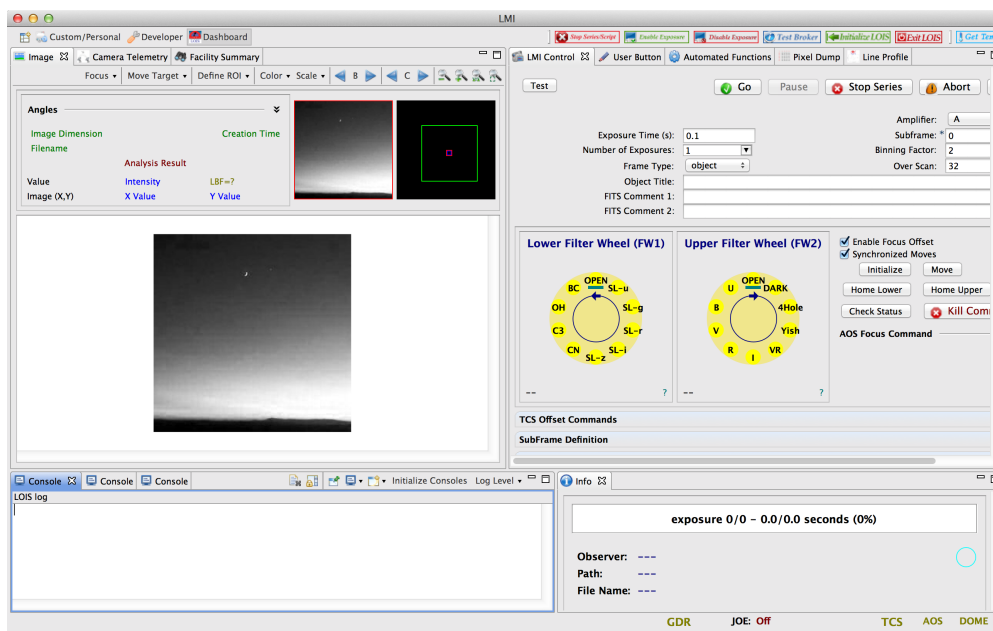 LMI
Custom/Personal Developer Dashboard Stop Series/Script Enable Exposure Disable Exposure Test Broker Initialize LOIS Exit LOIS Get Tem
Image Camera Telemetry Facility Summary
Focus Move Target Define ROI Color Scale B C
Angles
Image Dimension Creation Time
Filename
Analysis Result
Value Intensity LBF=?
Image (X,Y) X Value Y Value
LMI Control User Button Automated Functions Pixel Dump Line Profile
Test Go Pause Stop Series Abort
Amplifier: A
Exposure Time (s): 0.1 Subframe: * 0
Number of Exposures: 1 Binning Factor: 2
Frame Type: object Over Scan: 32
Object Title:
FITS Comment 1:
FITS Comment 2:
Lower Filter Wheel (FW1)
OPEN
BC SL-u
OH SL-g
C3 SL-r
CN SL-i
SL-z
-- ?
Upper Filter Wheel (FW2)
OPEN
U DARK
B 4Hole
V Yish
R VR
I
-- ?
Enable Focus Offset
Synchronized Moves
Initialize Move
Home Lower Home Upper
Check Status Kill Com
AOS Focus Command
TCS Offset Commands
SubFrame Definition
Console Console Console Initialize Consoles Log Level
LOIS log
Info
exposure 0/0 - 0.0/0.0 seconds (0%)
Observer: ---
Path: ---
File Name: ---
GDR JOE: Off TCS AOS DOME